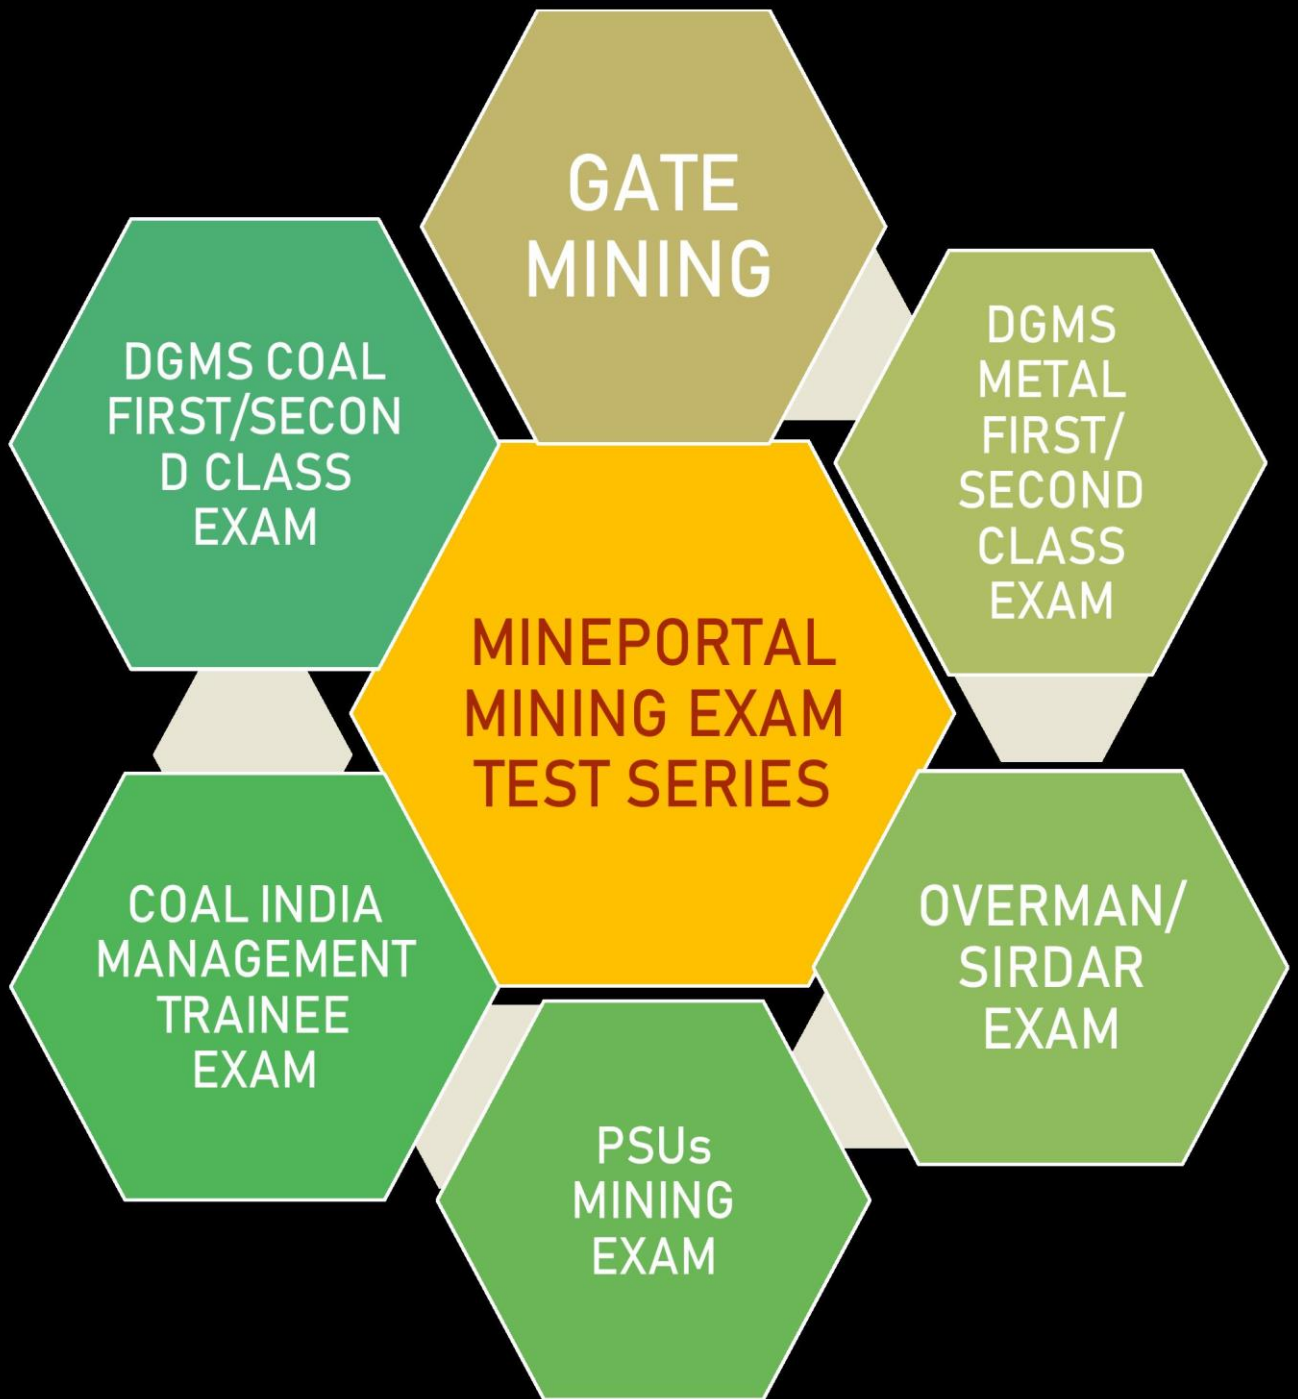 GATE
MINING
DGMS
METAL
FIRST/
SECOND
CLASS
EXAM
OVERMAN/
SIRDAR
EXAM
PSUs
MINING
EXAM
COAL INDIA
MANAGEMENT
TRAINEE
EXAM
DGMS COAL
FIRST/SECON
D CLASS
EXAM
MINEPORTAL
MINING EXAM
TEST SERIES